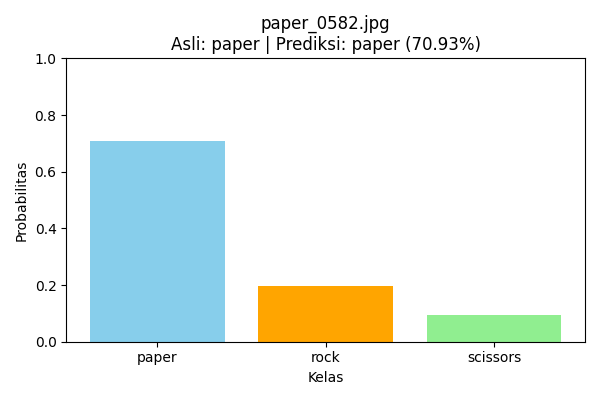 paper_0582.jpg
Asli: paper | Prediksi: paper (70.93%)
1.0
0.8
0.6
0.4
0.2
0.0
Probabilitas
paper rock scissors
Kelas